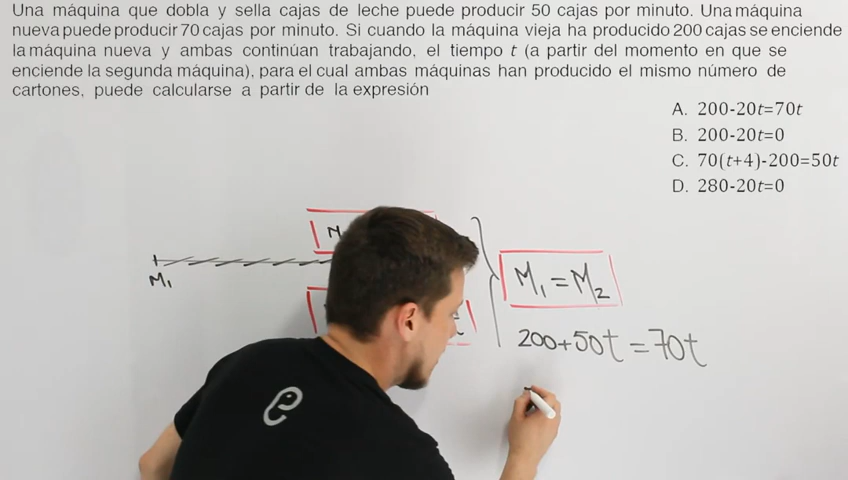 Una máquina que dobla y sella cajas de leche puede producir 50 cajas por minuto. Una máquina
nueva puede producir 70 cajas por minuto. Si cuando la máquina vieja ha producido 200 cajas se enciende
la máquina nueva y ambas continúan trabajando, el tiempo t (a partir del momento en que se
enciende la segunda máquina), para el cual ambas máquinas han producido el mismo número de
cartones, puede calcularse a partir de la expresión
A. 200-20t=70t
B. 200-20t=0
C. 70(t+4)-200=50t
D. 280-20t=0
M₁
M₁=M₂
200+50t=70t
e